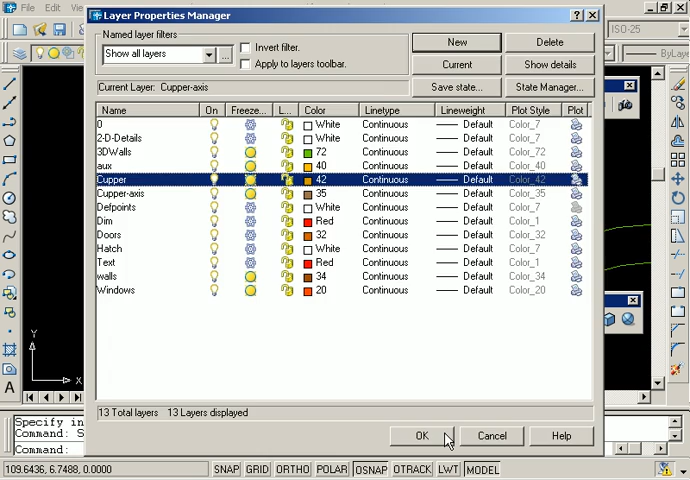 File Edit View
Layer Properties Manager
Named layer filters
Show all layers
...
Invert filter.
Apply to layers toolbar.
New
Delete
Current
Show details
Save state...
State Manager...
Current Layer: Cupper-axis
ISO-25
ByLaye
Name On Freeze... L... Color Linetype Lineweight Plot Style Plot
0 White Continuous Default Color_7
2-D-Details White Continuous Default Color_7
3DWalls 72 Continuous Default Color_72
aux 40 Continuous Default Color_40
Cupper 42 Continuous Default Color_42
Cupper-axis 35 Continuous Default Color_35
Defpoints White Continuous Default Color_7
Dim Red Continuous Default Color_1
Doors 32 Continuous Default Color_32
Hatch White Continuous Default Color_7
Text Red Continuous Default Color_1
walls 34 Continuous Default Color_34
Windows 20 Continuous Default Color_20
Y
X
A
13 Total layers 13 Layers displayed
OK Cancel Help
Specify in
Command: S
Command:
109.6436, 6.7488, 0.0000 SNAP GRID ORTHO POLAR OSNAP OTRACK LWT MODEL